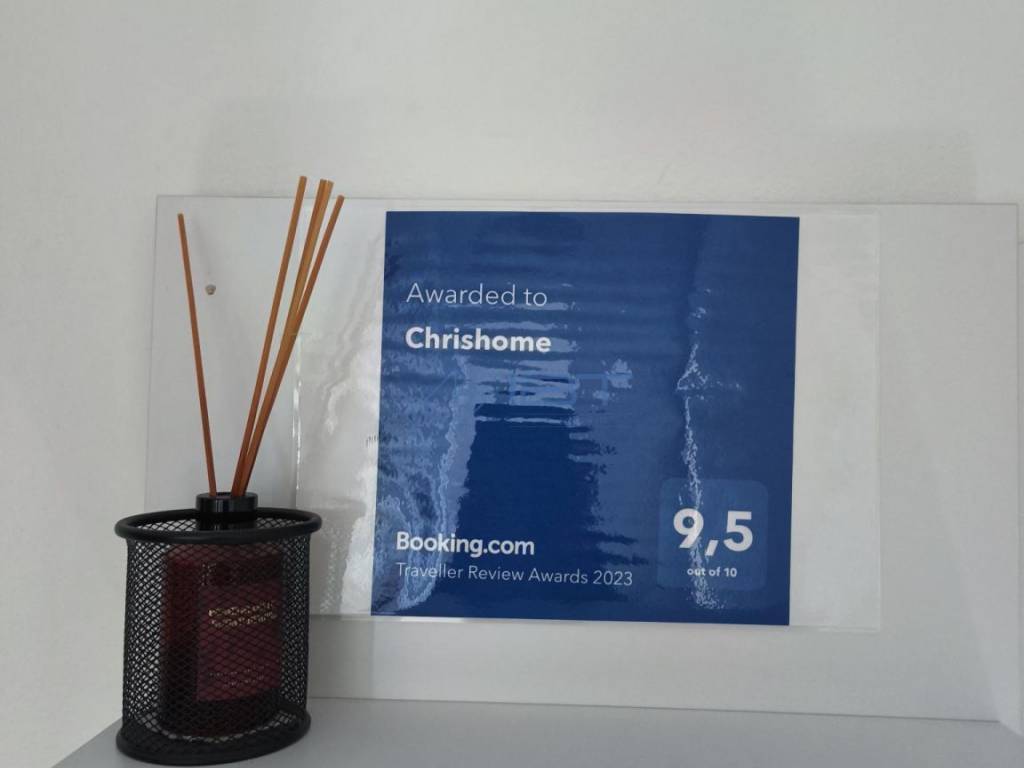 Awarded to
Chrishome
Booking.com
Traveller Review Awards 2023
9,5
out of 10